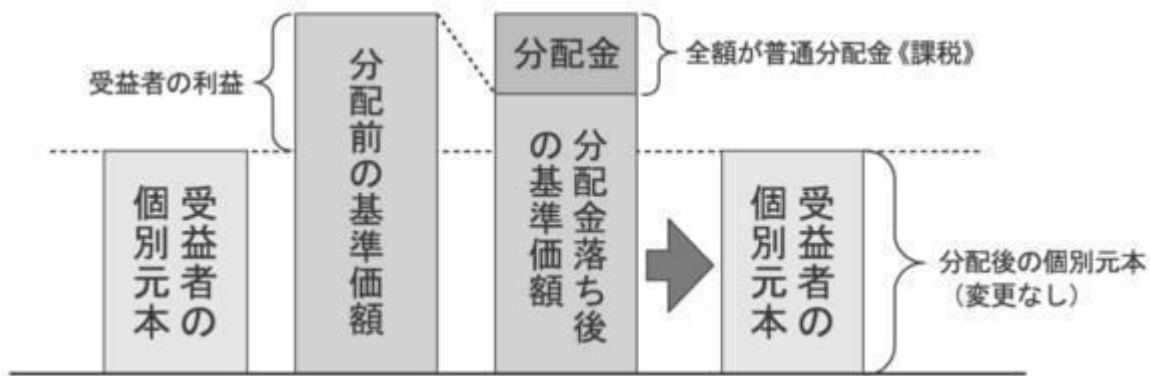 受益者の利益
分配前の基準価額
分配金
全額が普通分配金《課税》
受益者の
個別元本
分配金落ち後
の基準価額
受益者の
個別元本
分配後の個別元本
（変更なし）